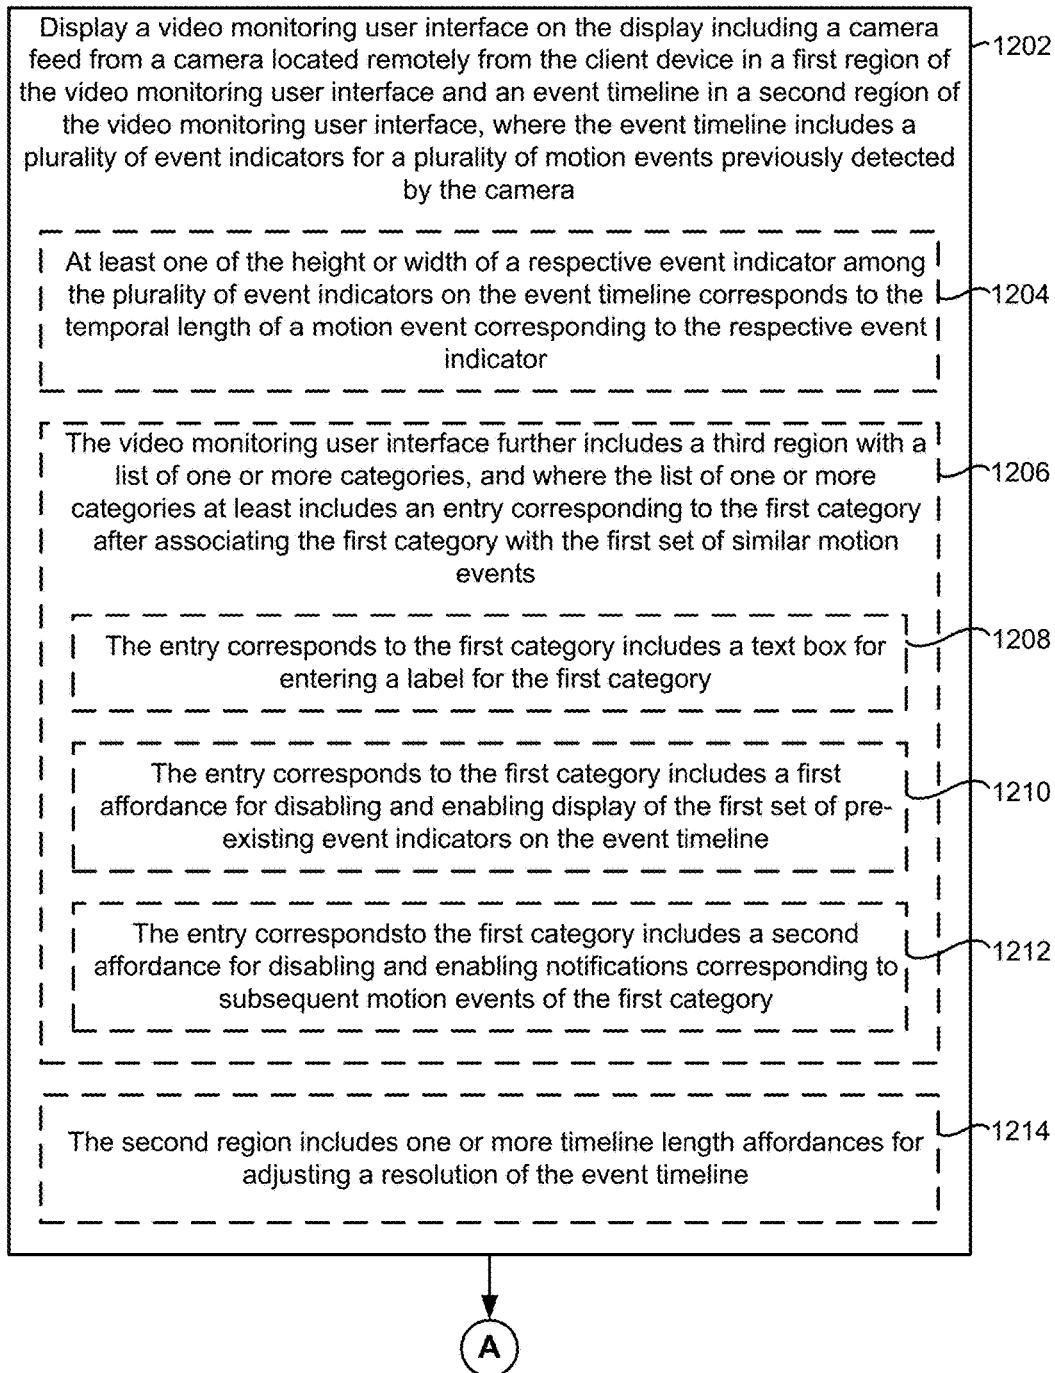 Display a video monitoring user interface on the display including a camera
feed from a camera located remotely from the client device in a first region of
the video monitoring user interface and an event timeline in a second region of
the video monitoring user interface, where the event timeline includes a
plurality of event indicators for a plurality of motion events previously detected
by the camera
1202
At least one of the height or width of a respective event indicator among
the plurality of event indicators on the event timeline corresponds to the
temporal length of a motion event corresponding to the respective event
indicator
1204
The video monitoring user interface further includes a third region with a
list of one or more categories, and where the list of one or more
categories at least includes an entry corresponding to the first category
after associating the first category with the first set of similar motion
events
1206
The entry corresponds to the first category includes a text box for
entering a label for the first category
1208
The entry corresponds to the first category includes a first
affordance for disabling and enabling display of the first set of pre-
existing event indicators on the event timeline
1210
The entry correspondsto the first category includes a second
affordance for disabling and enabling notifications corresponding to
subsequent motion events of the first category
1212
The second region includes one or more timeline length affordances for
adjusting a resolution of the event timeline
1214
A